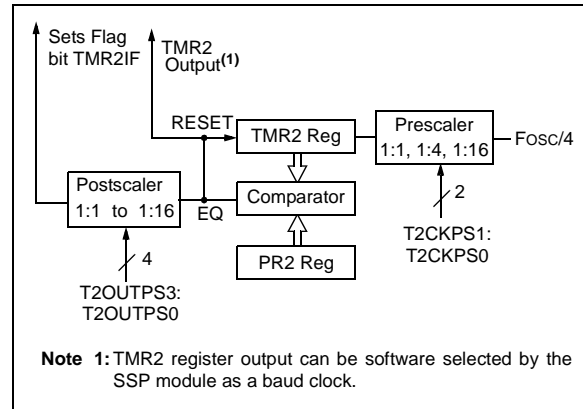 Sets Flag
bit TMR2IF
TMR2
Output(1)
RESET
TMR2 Reg
Prescaler
1:1, 1:4, 1:16
FOSC/4
2
T2CKPS1:
T2CKPS0
Postscaler
1:1 to 1:16
EQ
Comparator
4
T2OUTPS3:
T2OUTPS0
PR2 Reg
Note 1: TMR2 register output can be software selected by the
SSP module as a baud clock.